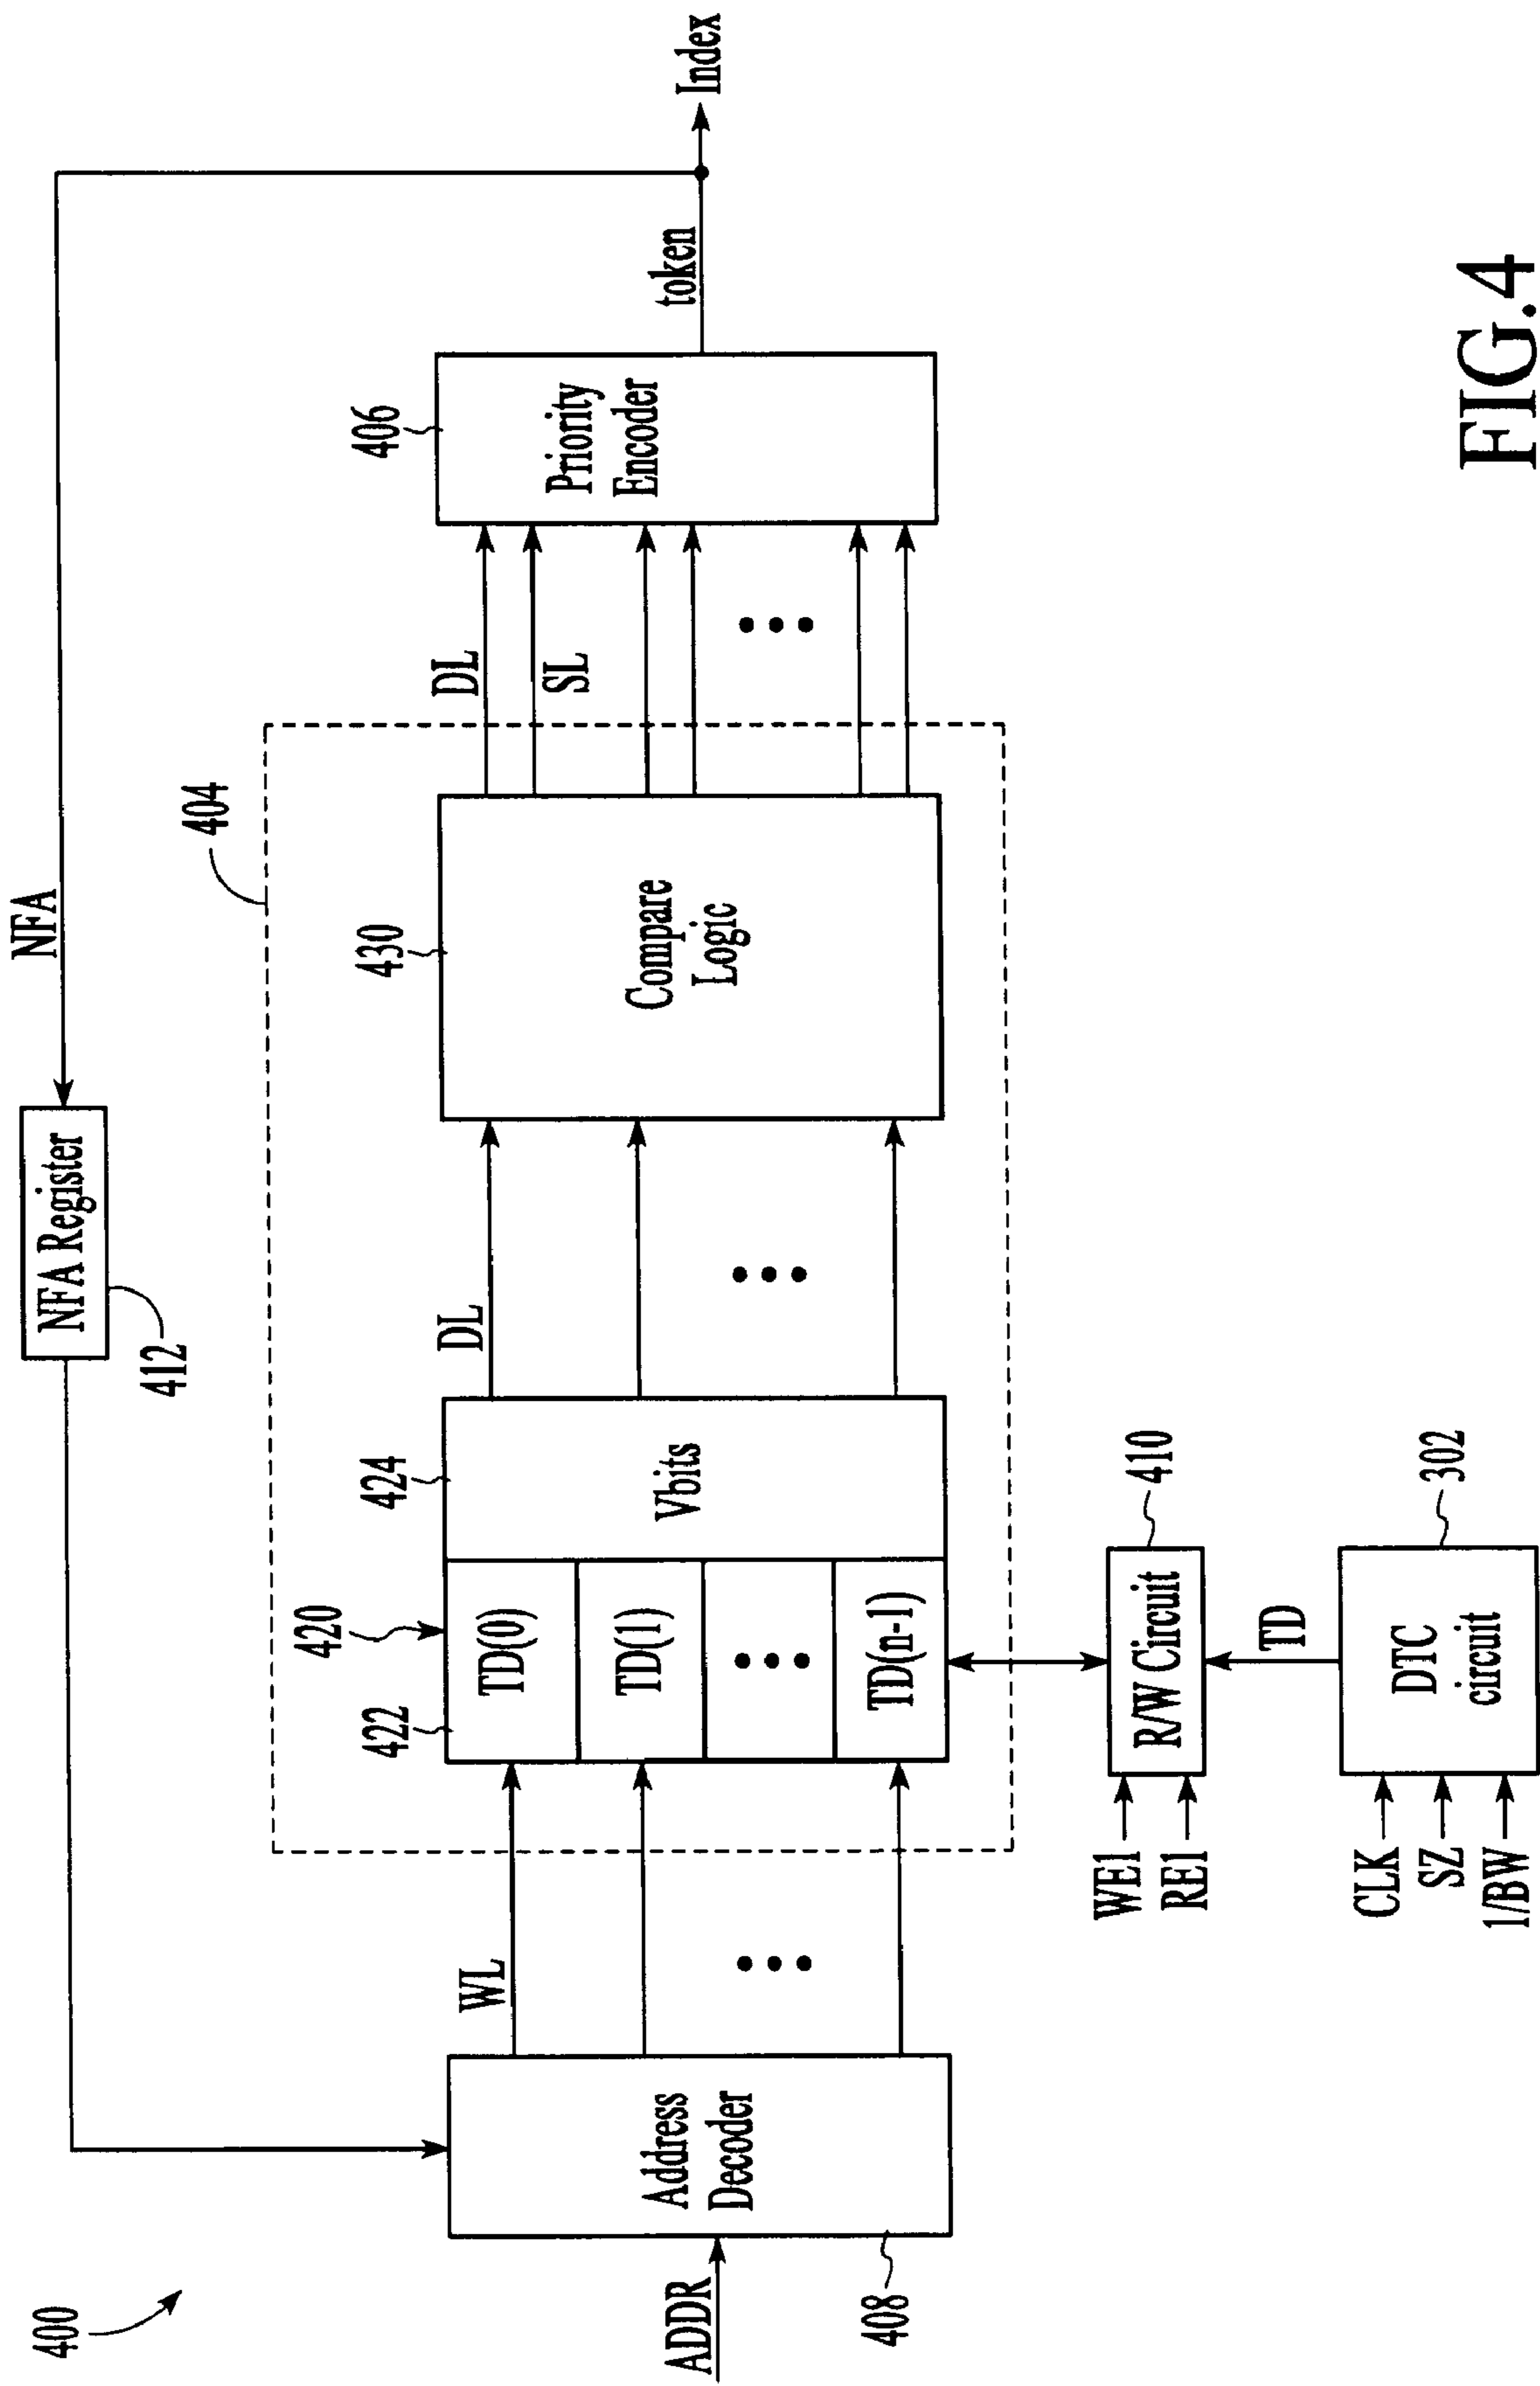 400
NFA
NFA Register
412
404
token
Index
ADDR
Address
Decoder
408
WL
420
422
424
TD(0)
TD(1)
TD(n-1)
Vbits
DL
430
Compare
Logic
DL
SL
406
Priority
Encoder
WE1
RE1
R/W Circuit
410
TD
CLK
SZ
1/BW
DTC
circuit
302
FIG.4